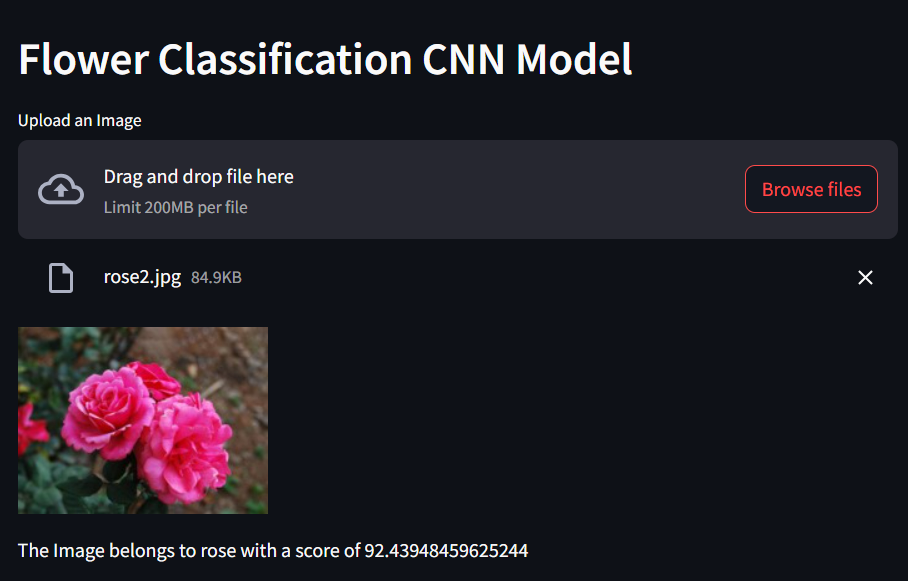 Flower Classification CNN Model
Upload an Image
Drag and drop file here
Limit 200MB per file
Browse files
rose2.jpg 84.9KB
The Image belongs to rose with a score of 92.43948459625244